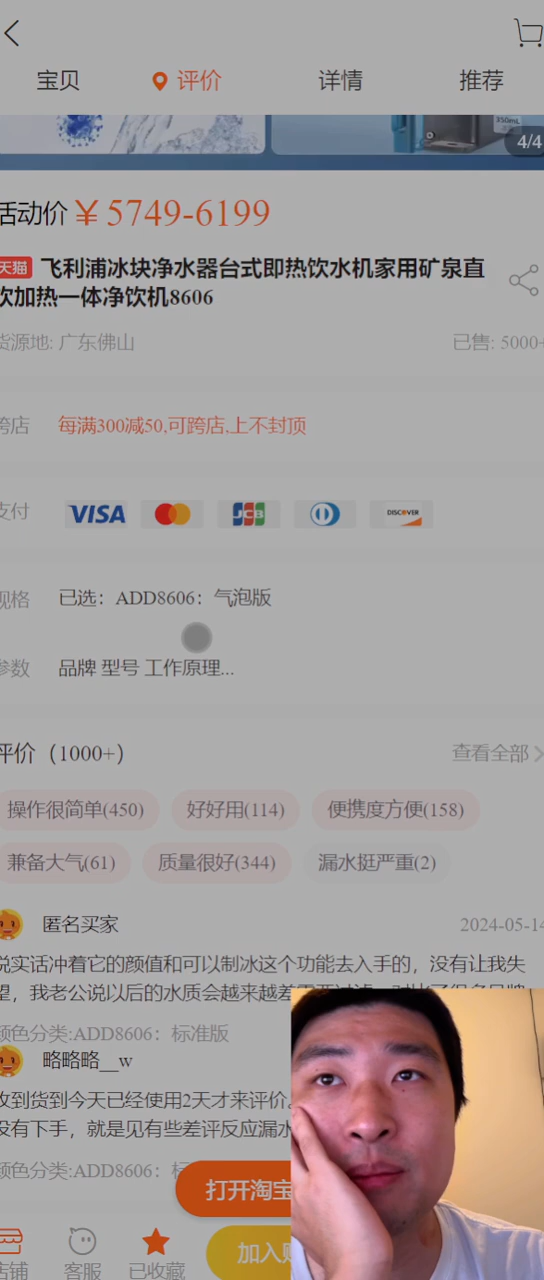 宝贝
评价
详情
推荐
350mL
4/4
活动价￥5749-6199
天猫 飞利浦冰块净水器台式即热饮水机家用矿泉直
饮加热一体净饮机8606
货源地: 广东佛山
已售: 5000+
跨店
每满300减50,可跨店,上不封顶
支付
VISA
JCB
DISCOVER
规格
已选：ADD8606：气泡版
参数
品牌 型号 工作原理...
评价（1000+）
查看全部
操作很简单(450)
好好用(114)
便携度方便(158)
兼备大气(61)
质量很好(344)
漏水挺严重(2)
匿名买家
2024-05-14
说实话冲着它的颜值和可以制冰这个功能去入手的，没有让我失
望，我老公说以后的水质会越来越差
颜色分类:ADD8606：标准版
略略略__w
收到货到今天已经使用2天才来评价
没有下手，就是见有些差评反应漏水
颜色分类:ADD8606：
打开淘宝
店铺
客服
已收藏
加入